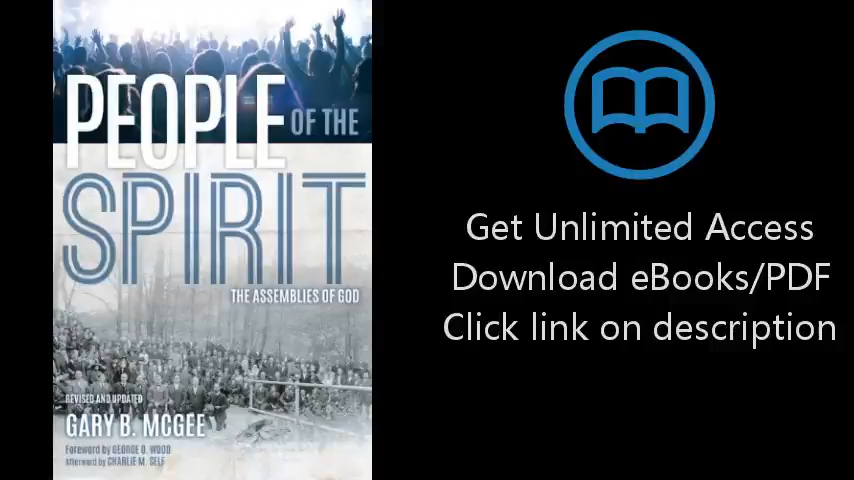 PEOPLE OF THE
SPIRIT
THE ASSEMBLIES OF GOD
REVISED AND UPDATED
GARY B. MCGEE
Foreword by GEORGE O. WOOD
Afterword by CHARLIE M. SELF
Get Unlimited Access
Download eBooks/PDF
Click link on description